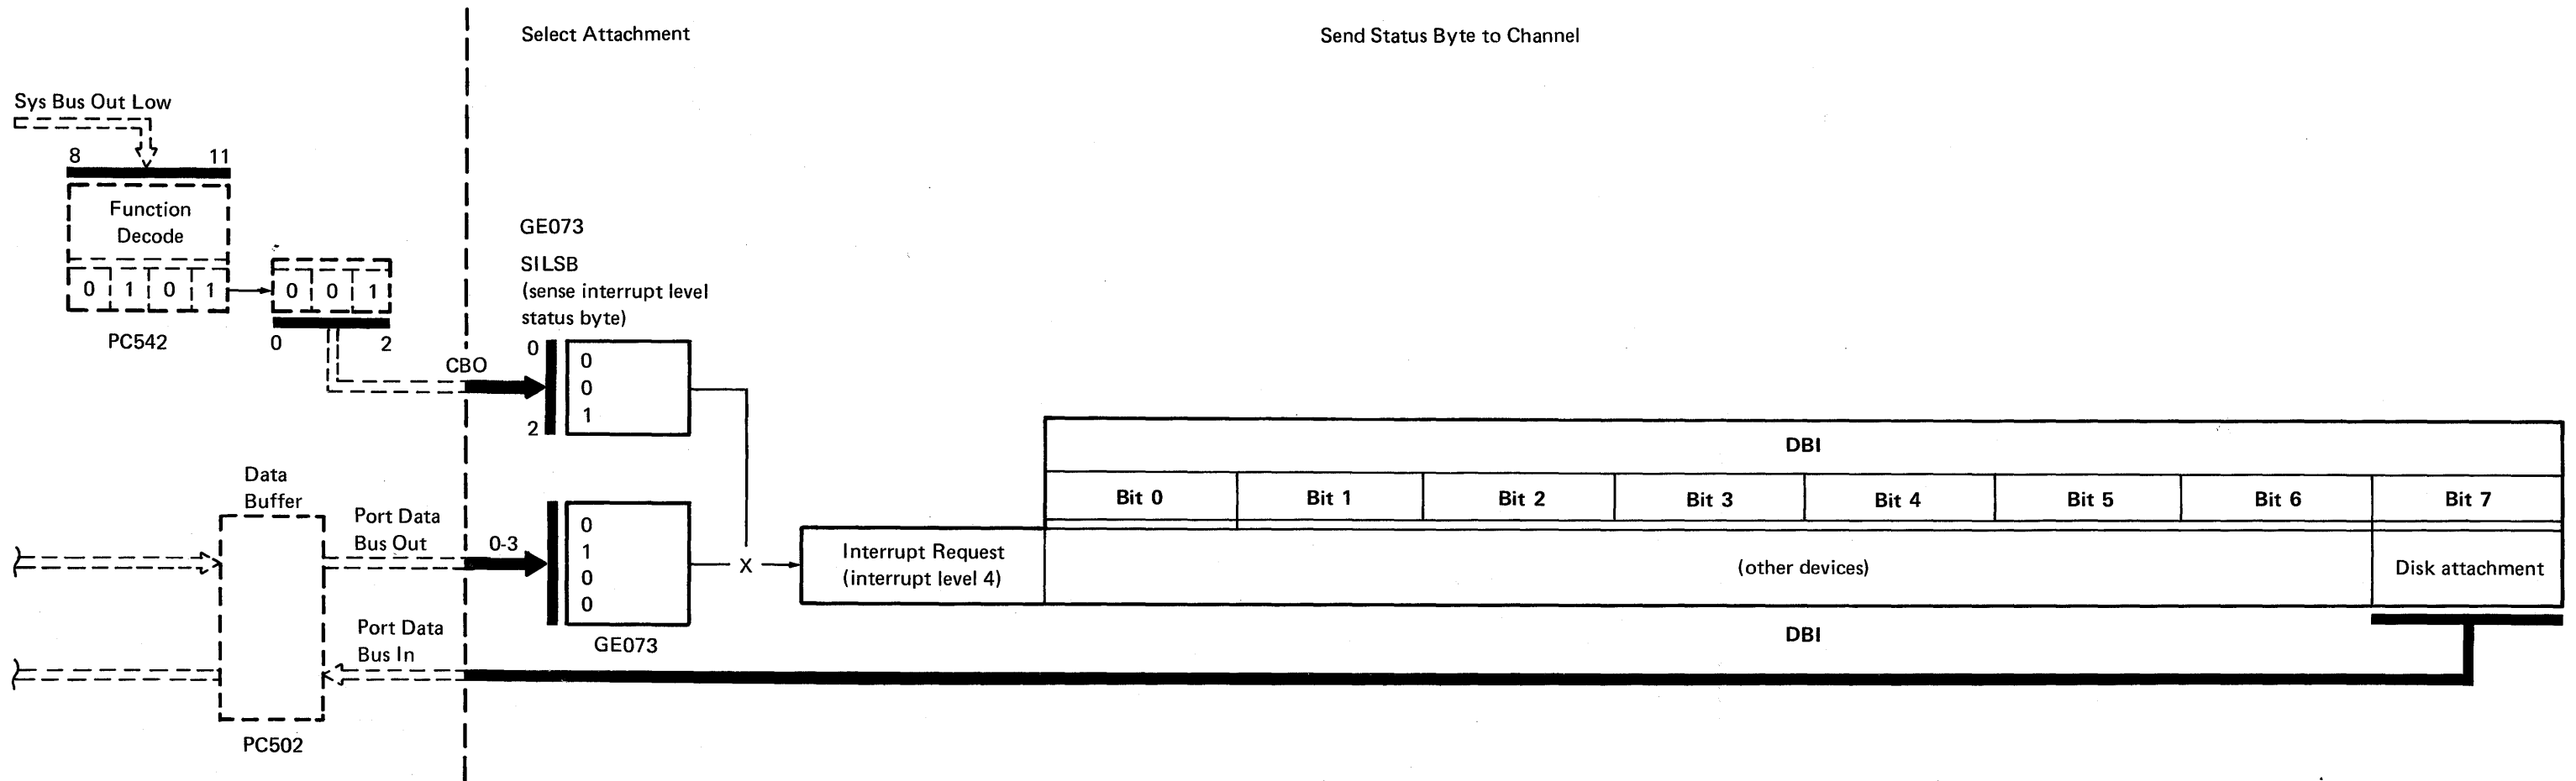 Select Attachment
Send Status Byte to Channel
Sys Bus Out Low
8 11
Function
Decode
0 1 0 1
PC542
0 0 1
0 2
CBO
GE073
SILSB
(sense interrupt level
status byte)
0
2
0
0
1
Data
Buffer
PC502
Port Data
Bus Out
0-3
Port Data
Bus In
0
1
0
0
GE073
X
Interrupt Request
(interrupt level 4)
DBI
Bit 0 Bit 1 Bit 2 Bit 3 Bit 4 Bit 5 Bit 6 Bit 7
(other devices) Disk attachment
DBI